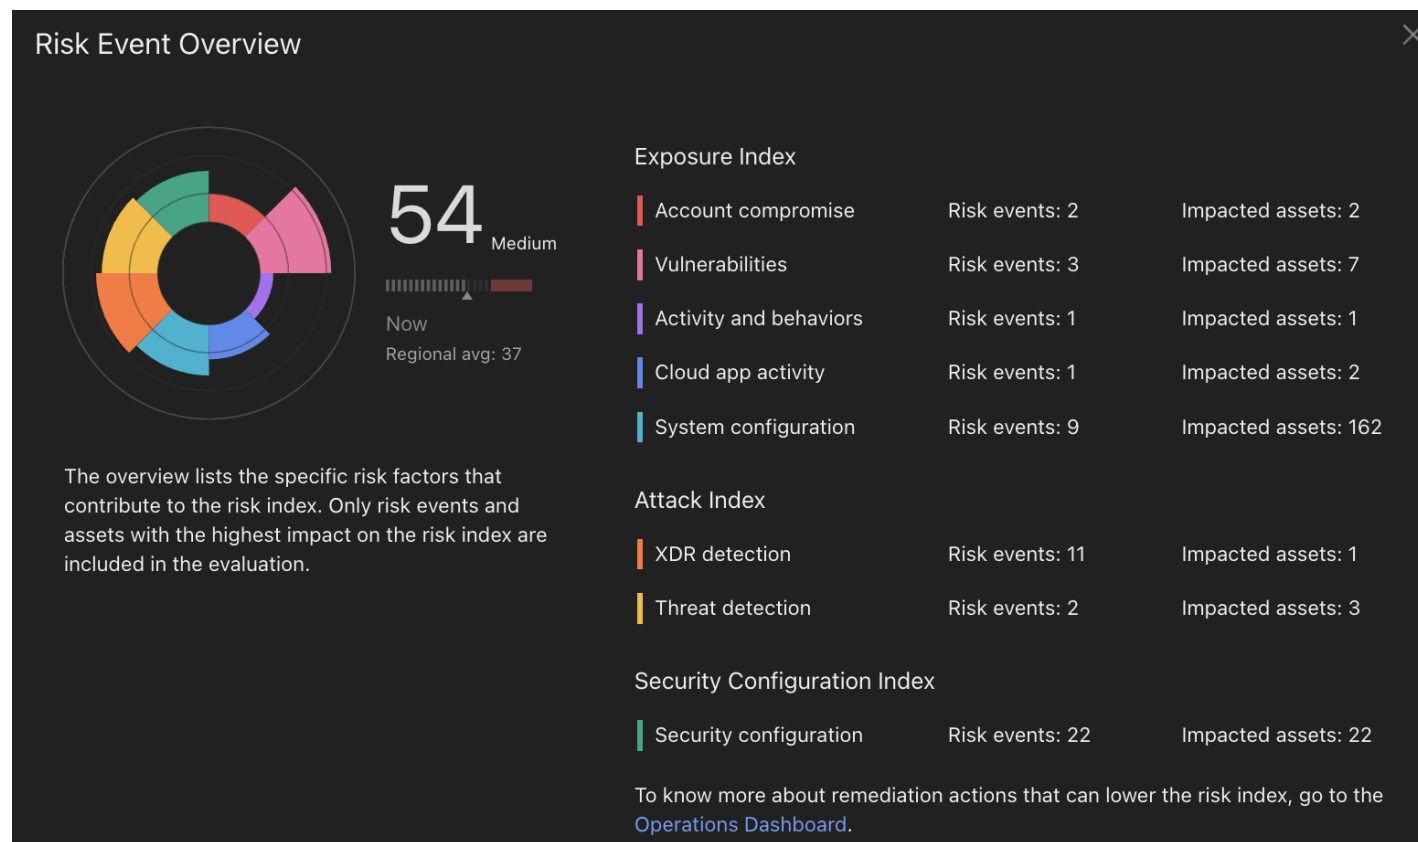 Risk Event Overview
54
Medium
Now
Regional avg: 37
The overview lists the specific risk factors that
contribute to the risk index. Only risk events and
assets with the highest impact on the risk index are
included in the evaluation.
Exposure Index
Account compromise Risk events: 2 Impacted assets: 2
Vulnerabilities Risk events: 3 Impacted assets: 7
Activity and behaviors Risk events: 1 Impacted assets: 1
Cloud app activity Risk events: 1 Impacted assets: 2
System configuration Risk events: 9 Impacted assets: 162
Attack Index
XDR detection Risk events: 11 Impacted assets: 1
Threat detection Risk events: 2 Impacted assets: 3
Security Configuration Index
Security configuration Risk events: 22 Impacted assets: 22
To know more about remediation actions that can lower the risk index, go to the
Operations Dashboard.